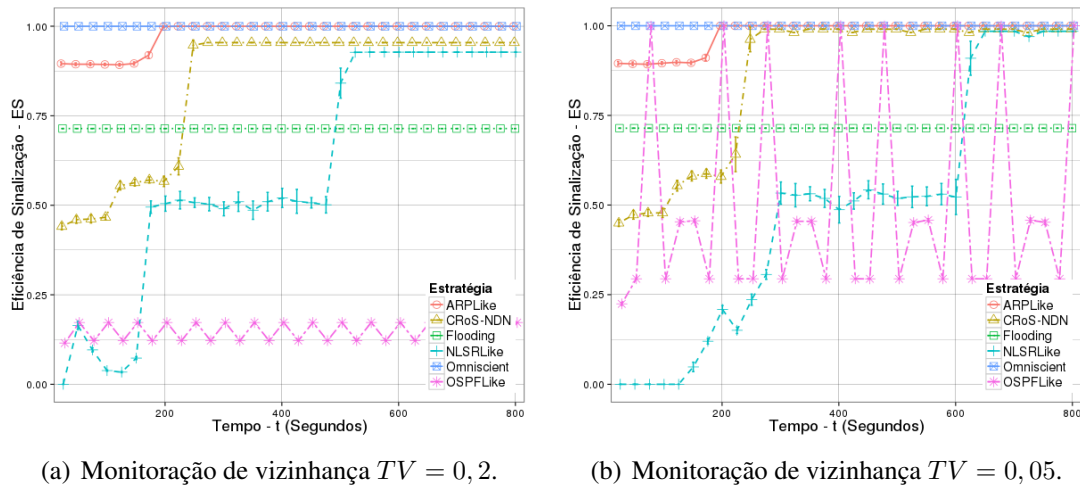 1.00
0.75
0.50
0.25
0.00
Eficiência de Sinalização - ES
200
400
600
800
Tempo - t (Segundos)
Estratégia
ARPLike
CRoS-NDN
Flooding
NLSRLike
Omniscient
OSPFLike
(a) Monitoração de vizinhança TV = 0, 2.
1.00
0.75
0.50
0.25
0.00
Eficiência de Sinalização - ES
200
400
600
800
Tempo - t (Segundos)
Estratégia
ARPLike
CRoS-NDN
Flooding
NLSRLike
Omniscient
OSPFLike
(b) Monitoração de vizinhança TV = 0, 05.